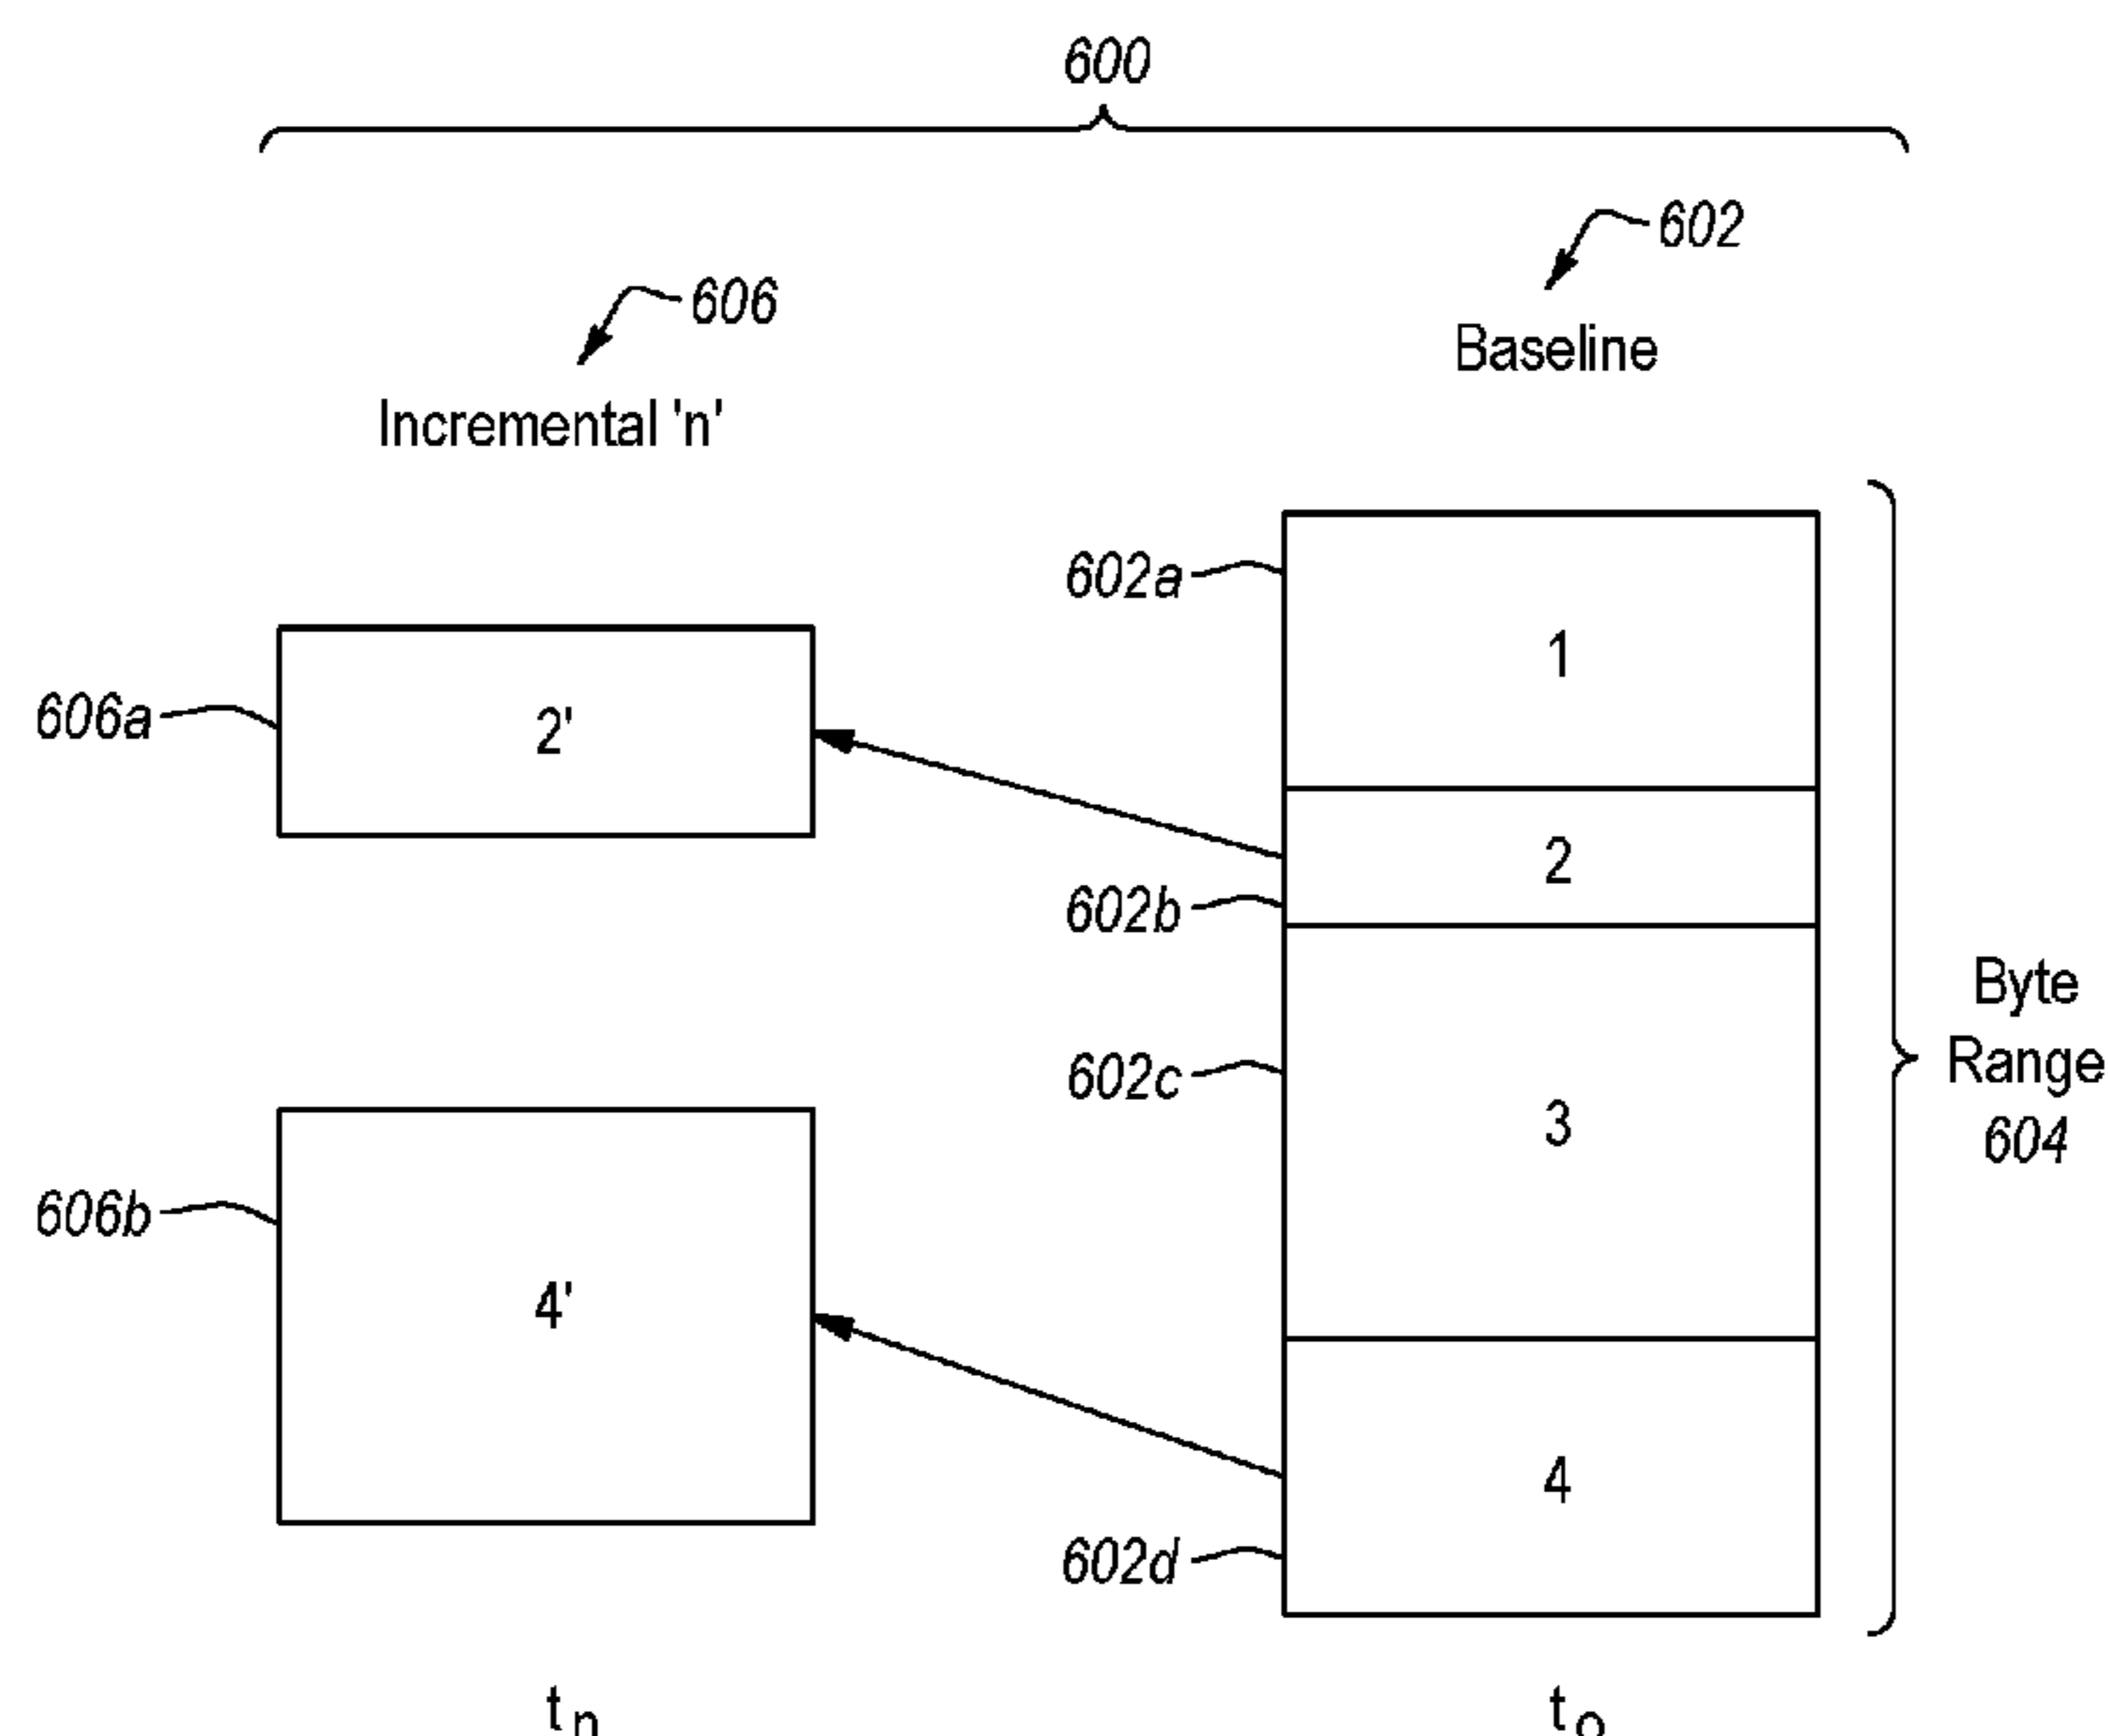 600
602
606
Baseline
Incremental 'n'
602a
1
606a
2'
2
602b
Byte
Range
604
602c
3
606b
4'
4
602d
tn
to